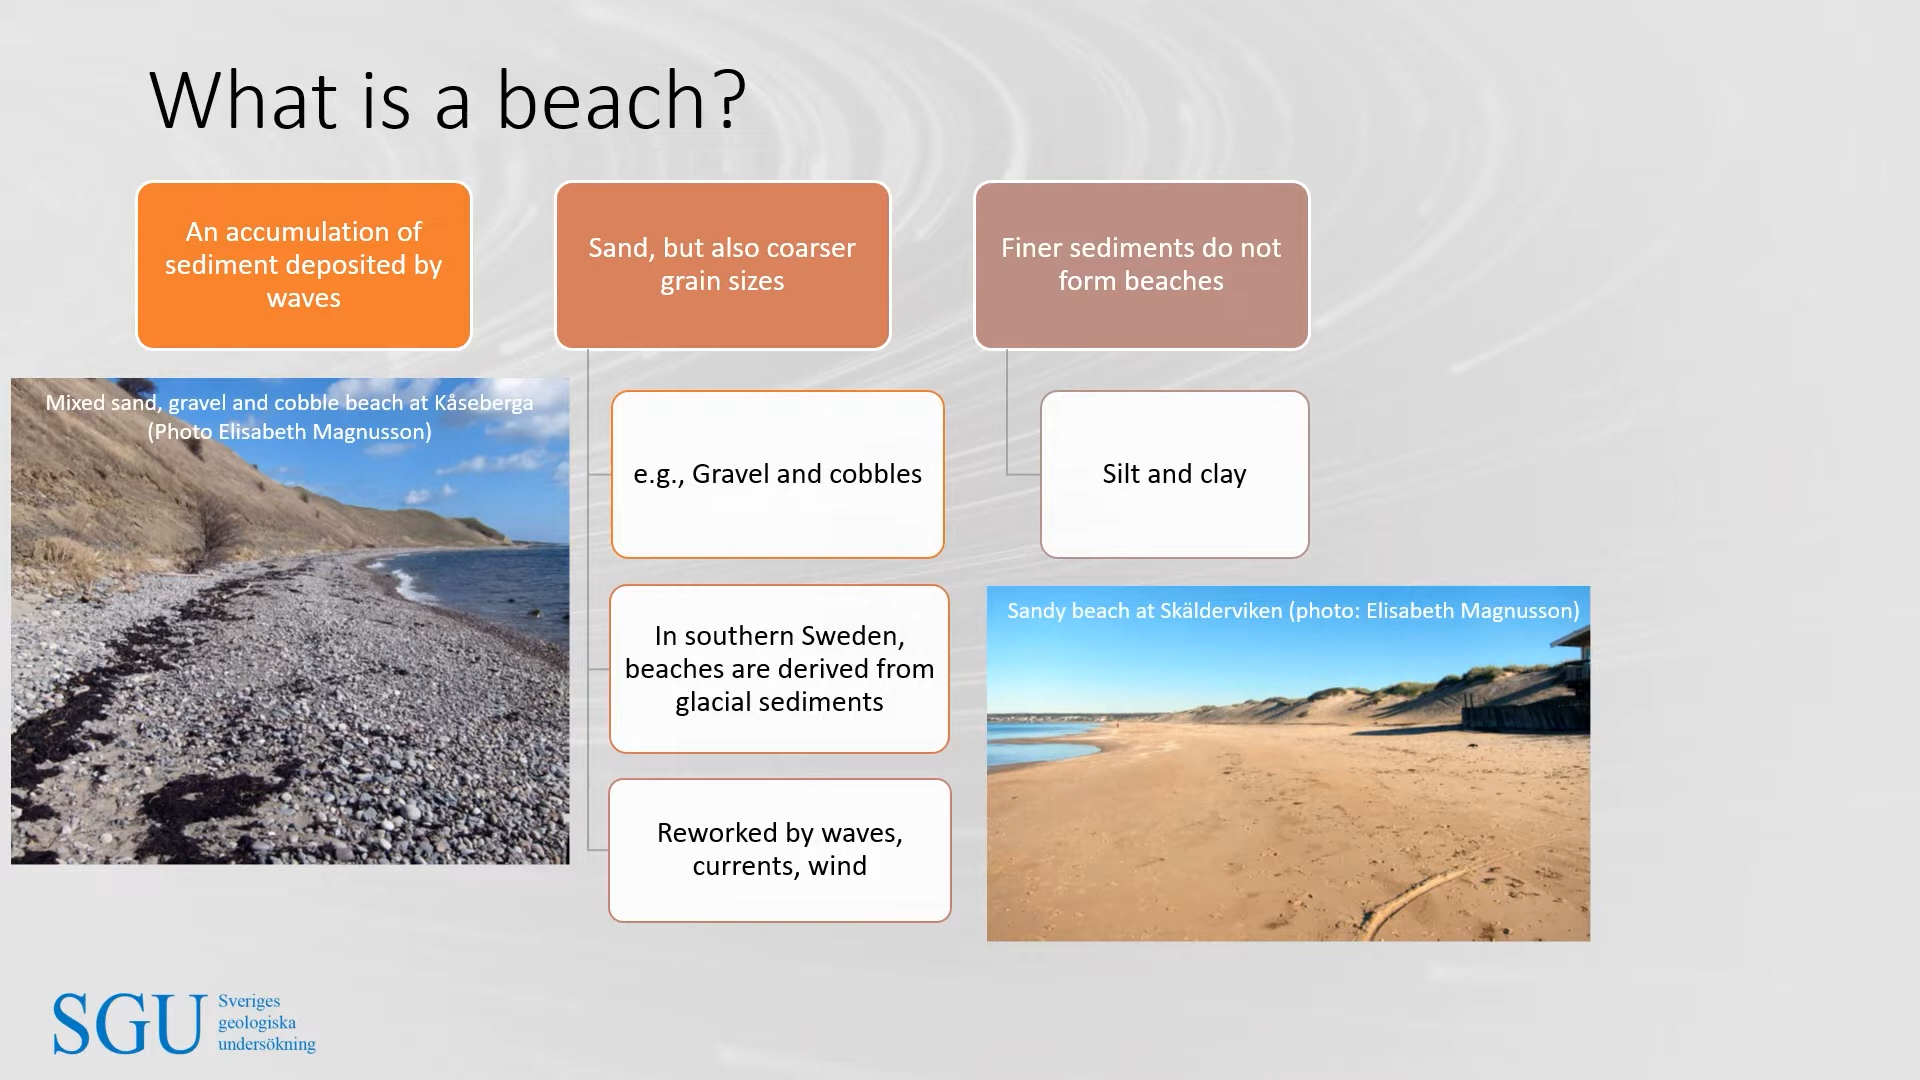 What is a beach?
An accumulation of
sediment deposited by
waves
Sand, but also coarser
grain sizes
Finer sediments do not
form beaches
Mixed sand, gravel and cobble beach at Kåseberga
(Photo Elisabeth Magnusson)
e.g., Gravel and cobbles
Silt and clay
In southern Sweden,
beaches are derived from
glacial sediments
Sandy beach at Skälderviken (photo: Elisabeth Magnusson)
Reworked by waves,
currents, wind
SGU
Sveriges
geologiska
undersökning